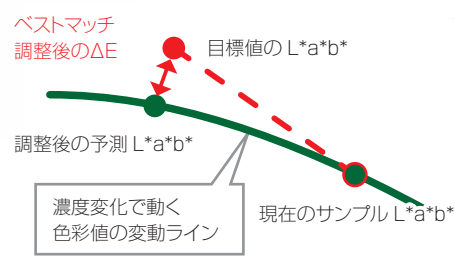 ベストマッチ
調整後のΔE
目標値の L*a*b*
調整後の予測 L*a*b*
濃度変化で動く
色彩値の変動ライン
現在のサンプル L*a*b*